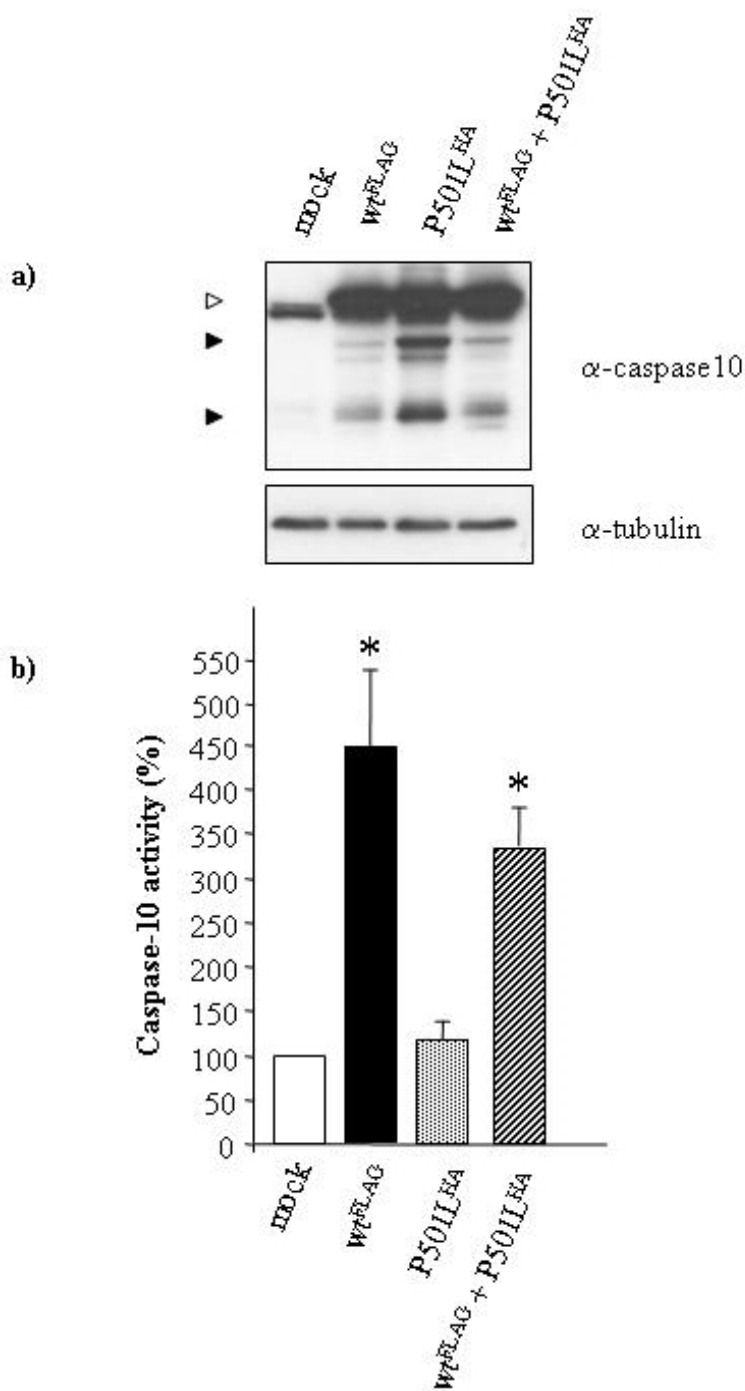 mock
wtFLAG
P501LHA
wtFLAG + P501LHA
a)
α-caspase10
α-tubulin
b)
*
*
Caspase-10 activity (%)
550
500
450
400
350
300
250
200
150
100
50
0
mock
wtFLAG
P501LHA
wtFLAG + P501LHA